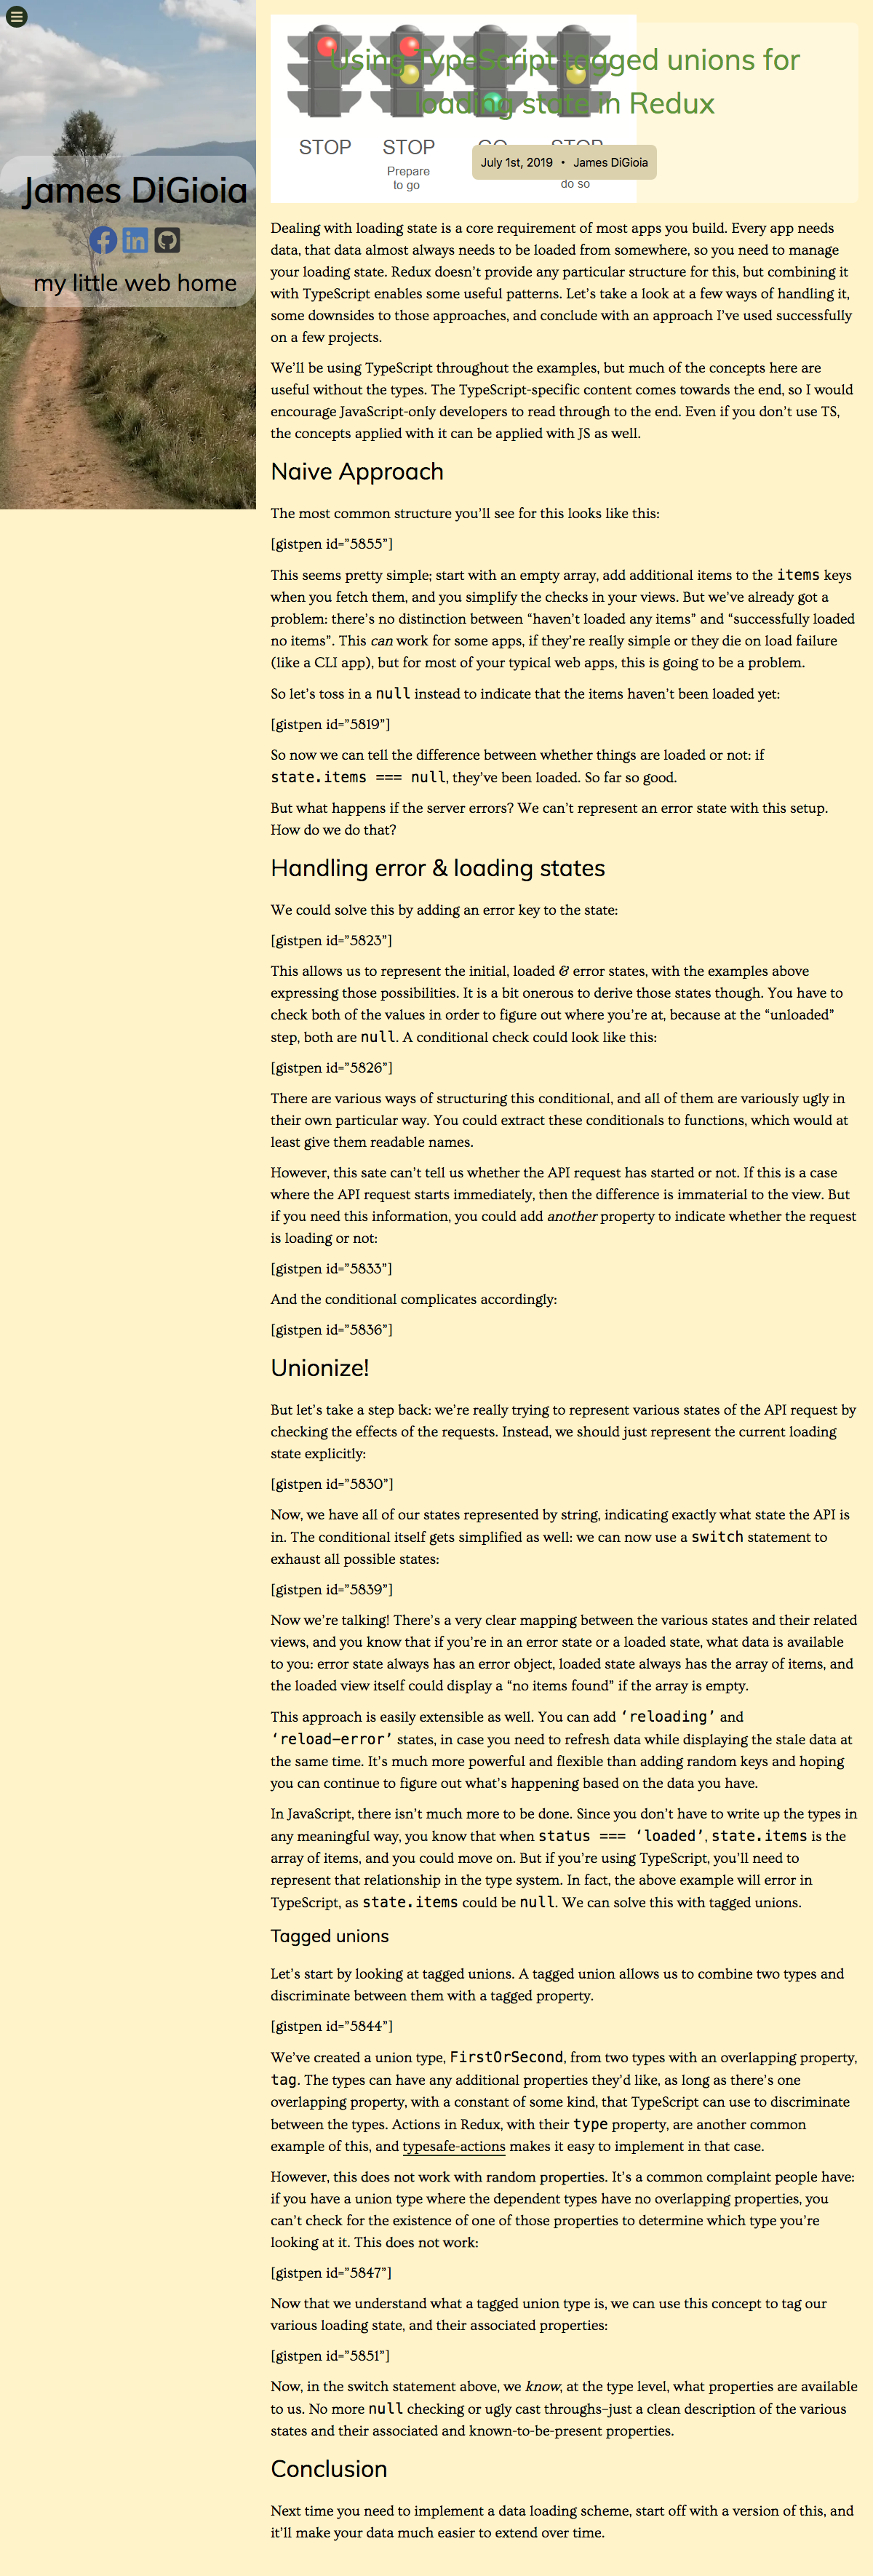 James DiGioia
my little web home
Using TypeScript tagged unions for
loading state in Redux
STOP STOP GO STOP
Prepare
to go
do so
July 1st, 2019 • James DiGioia
Dealing with loading state is a core requirement of most apps you build. Every app needs
data, that data almost always needs to be loaded from somewhere, so you need to manage
your loading state. Redux doesn’t provide any particular structure for this, but combining it
with TypeScript enables some useful patterns. Let’s take a look at a few ways of handling it,
some downsides to those approaches, and conclude with an approach I’ve used successfully
on a few projects.
We’ll be using TypeScript throughout the examples, but much of the concepts here are
useful without the types. The TypeScript-specific content comes towards the end, so I would
encourage JavaScript-only developers to read through to the end. Even if you don’t use TS,
the concepts applied with it can be applied with JS as well.
Naive Approach
The most common structure you’ll see for this looks like this:
[gistpen id=”5855”]
This seems pretty simple; start with an empty array, add additional items to the items keys
when you fetch them, and you simplify the checks in your views. But we’ve already got a
problem: there’s no distinction between “haven’t loaded any items” and “successfully loaded
no items”. This can work for some apps, if they’re really simple or they die on load failure
(like a CLI app), but for most of your typical web apps, this is going to be a problem.
So let’s toss in a null instead to indicate that the items haven’t been loaded yet:
[gistpen id=”5819”]
So now we can tell the difference between whether things are loaded or not: if
state.items === null, they’ve been loaded. So far so good.
But what happens if the server errors? We can’t represent an error state with this setup.
How do we do that?
Handling error & loading states
We could solve this by adding an error key to the state:
[gistpen id=”5823”]
This allows us to represent the initial, loaded & error states, with the examples above
expressing those possibilities. It is a bit onerous to derive those states though. You have to
check both of the values in order to figure out where you’re at, because at the “unloaded”
step, both are null. A conditional check could look like this:
[gistpen id=”5826”]
There are various ways of structuring this conditional, and all of them are variously ugly in
their own particular way. You could extract these conditionals to functions, which would at
least give them readable names.
However, this sate can’t tell us whether the API request has started or not. If this is a case
where the API request starts immediately, then the difference is immaterial to the view. But
if you need this information, you could add another property to indicate whether the request
is loading or not:
[gistpen id=”5833”]
And the conditional complicates accordingly:
[gistpen id=”5836”]
Unionize!
But let’s take a step back: we’re really trying to represent various states of the API request by
checking the effects of the requests. Instead, we should just represent the current loading
state explicitly:
[gistpen id=”5830”]
Now, we have all of our states represented by string, indicating exactly what state the API is
in. The conditional itself gets simplified as well: we can now use a switch statement to
exhaust all possible states:
[gistpen id=”5839”]
Now we’re talking! There’s a very clear mapping between the various states and their related
views, and you know that if you’re in an error state or a loaded state, what data is available
to you: error state always has an error object, loaded state always has the array of items, and
the loaded view itself could display a “no items found” if the array is empty.
This approach is easily extensible as well. You can add ‘reloading’ and
‘reload-error’ states, in case you need to refresh data while displaying the stale data at
the same time. It’s much more powerful and flexible than adding random keys and hoping
you can continue to figure out what’s happening based on the data you have.
In JavaScript, there isn’t much more to be done. Since you don’t have to write up the types in
any meaningful way, you know that when status === ‘loaded’, state.items is the
array of items, and you could move on. But if you’re using TypeScript, you’ll need to
represent that relationship in the type system. In fact, the above example will error in
TypeScript, as state.items could be null. We can solve this with tagged unions.
Tagged unions
Let’s start by looking at tagged unions. A tagged union allows us to combine two types and
discriminate between them with a tagged property.
[gistpen id=”5844”]
We’ve created a union type, FirstOrSecond, from two types with an overlapping property,
tag. The types can have any additional properties they’d like, as long as there’s one
overlapping property, with a constant of some kind, that TypeScript can use to discriminate
between the types. Actions in Redux, with their type property, are another common
example of this, and typesafe-actions makes it easy to implement in that case.
However, this does not work with random properties. It’s a common complaint people have:
if you have a union type where the dependent types have no overlapping properties, you
can’t check for the existence of one of those properties to determine which type you’re
looking at it. This does not work:
[gistpen id=”5847”]
Now that we understand what a tagged union type is, we can use this concept to tag our
various loading state, and their associated properties:
[gistpen id=”5851”]
Now, in the switch statement above, we know, at the type level, what properties are available
to us. No more null checking or ugly cast throughs–just a clean description of the various
states and their associated and known-to-be-present properties.
Conclusion
Next time you need to implement a data loading scheme, start off with a version of this, and
it’ll make your data much easier to extend over time.